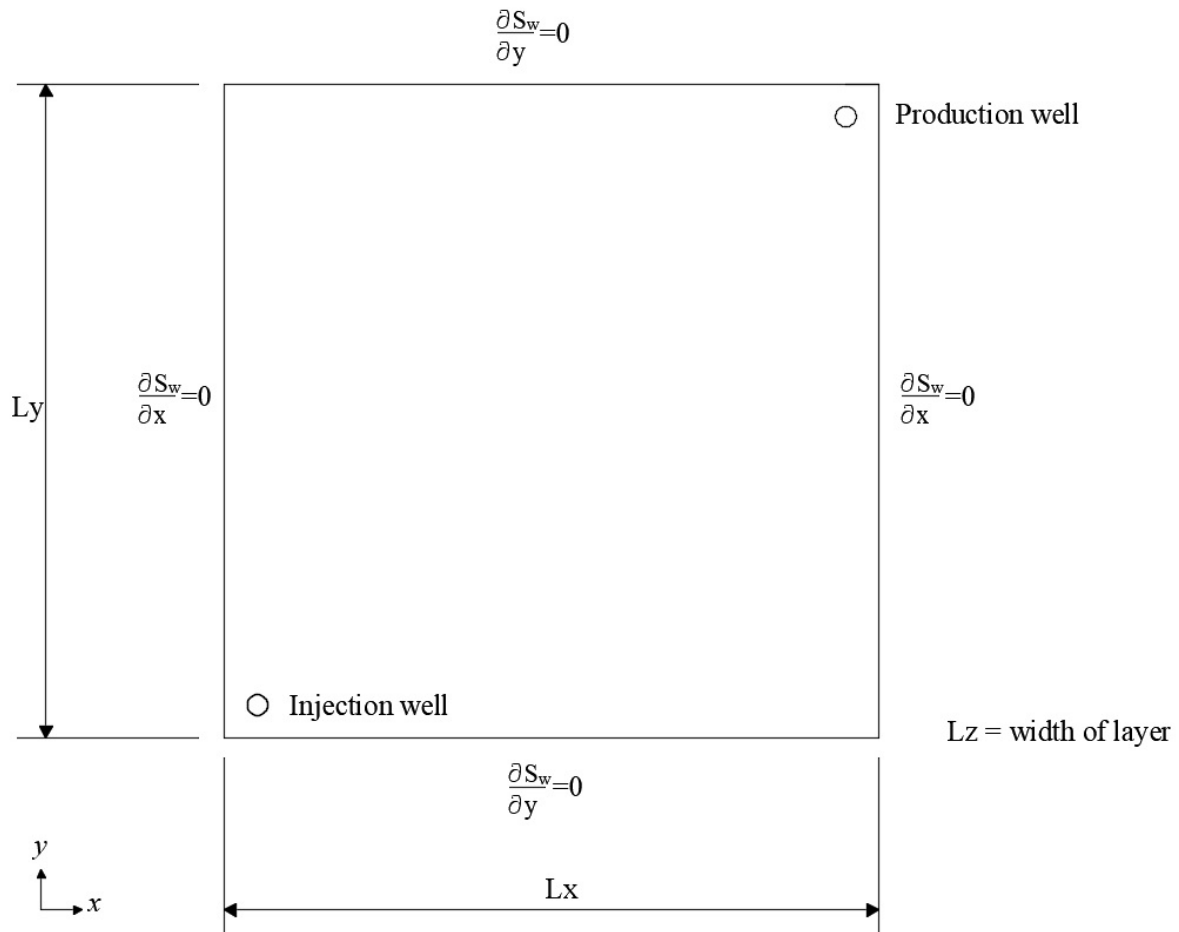 ∂Sw/∂y=0
Production well
Ly
∂Sw/∂x=0
∂Sw/∂x=0
Injection well
Lz = width of layer
∂Sw/∂y=0
y
x
Lx